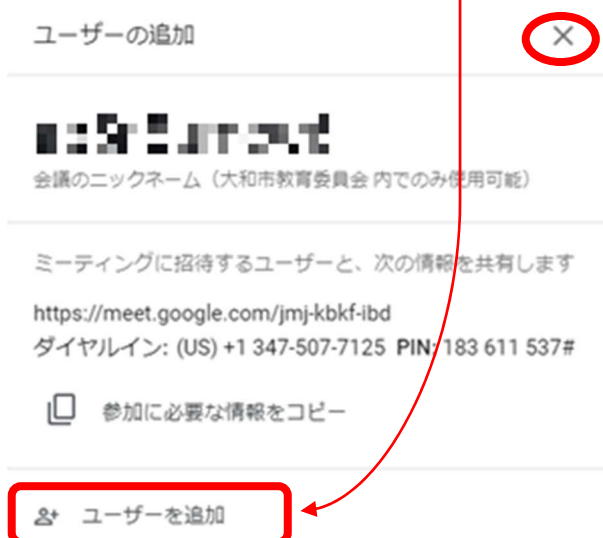 ユーザーの追加
会議のニックネーム（大和市教育委員会 内でのみ使用可能）
ミーティングに招待するユーザーと、次の情報を共有します
https://meet.google.com/jmj-kbkf-ibd
ダイヤルイン: (US) +1 347-507-7125 PIN: 183 611 537#
参加に必要な情報をコピー
ユーザーを追加